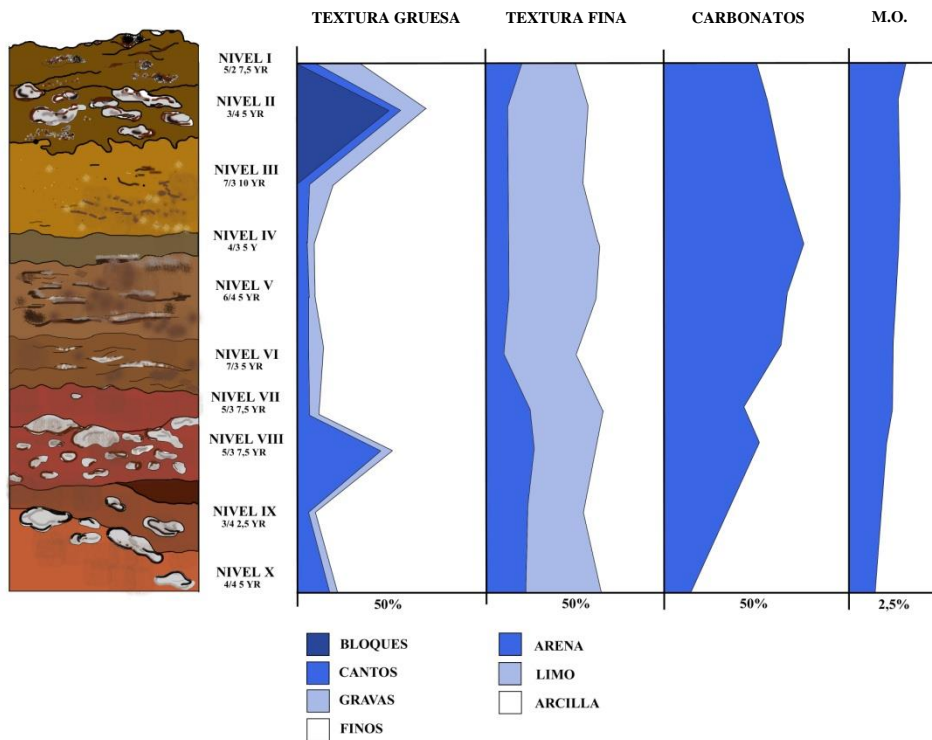 TEXTURA GRUESA
TEXTURA FINA
CARBONATOS
M.O.
NIVEL I
5/2 7,5 YR
NIVEL II
3/4 5 YR
NIVEL III
7/3 10 YR
NIVEL IV
4/3 5 Y
NIVEL V
6/4 5 YR
NIVEL VI
7/3 5 YR
NIVEL VII
5/3 7,5 YR
NIVEL VIII
5/3 7,5 YR
NIVEL IX
3/4 2,5 YR
NIVEL X
4/4 5 YR
50%
50%
50%
2,5%
BLOQUES
CANTOS
GRAVAS
FINOS
ARENA
LIMO
ARCILLA